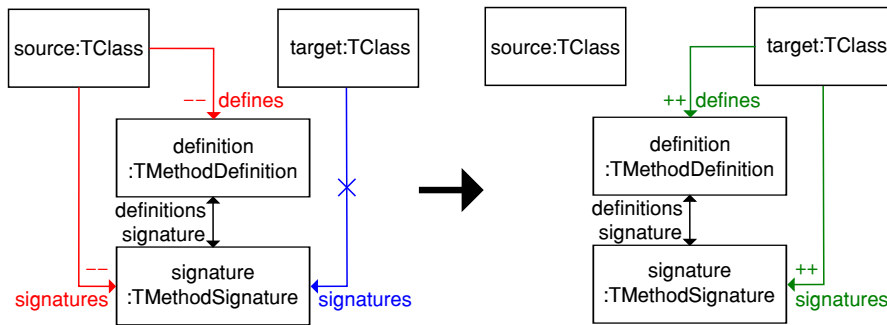 source:TClass
target:TClass
−− defines
definition
:TMethodDefinition
definitions
signature
−−
signatures
signature
:TMethodSignature
signatures
source:TClass
target:TClass
++ defines
definition
:TMethodDefinition
definitions
signature
signature
:TMethodSignature
++
signatures